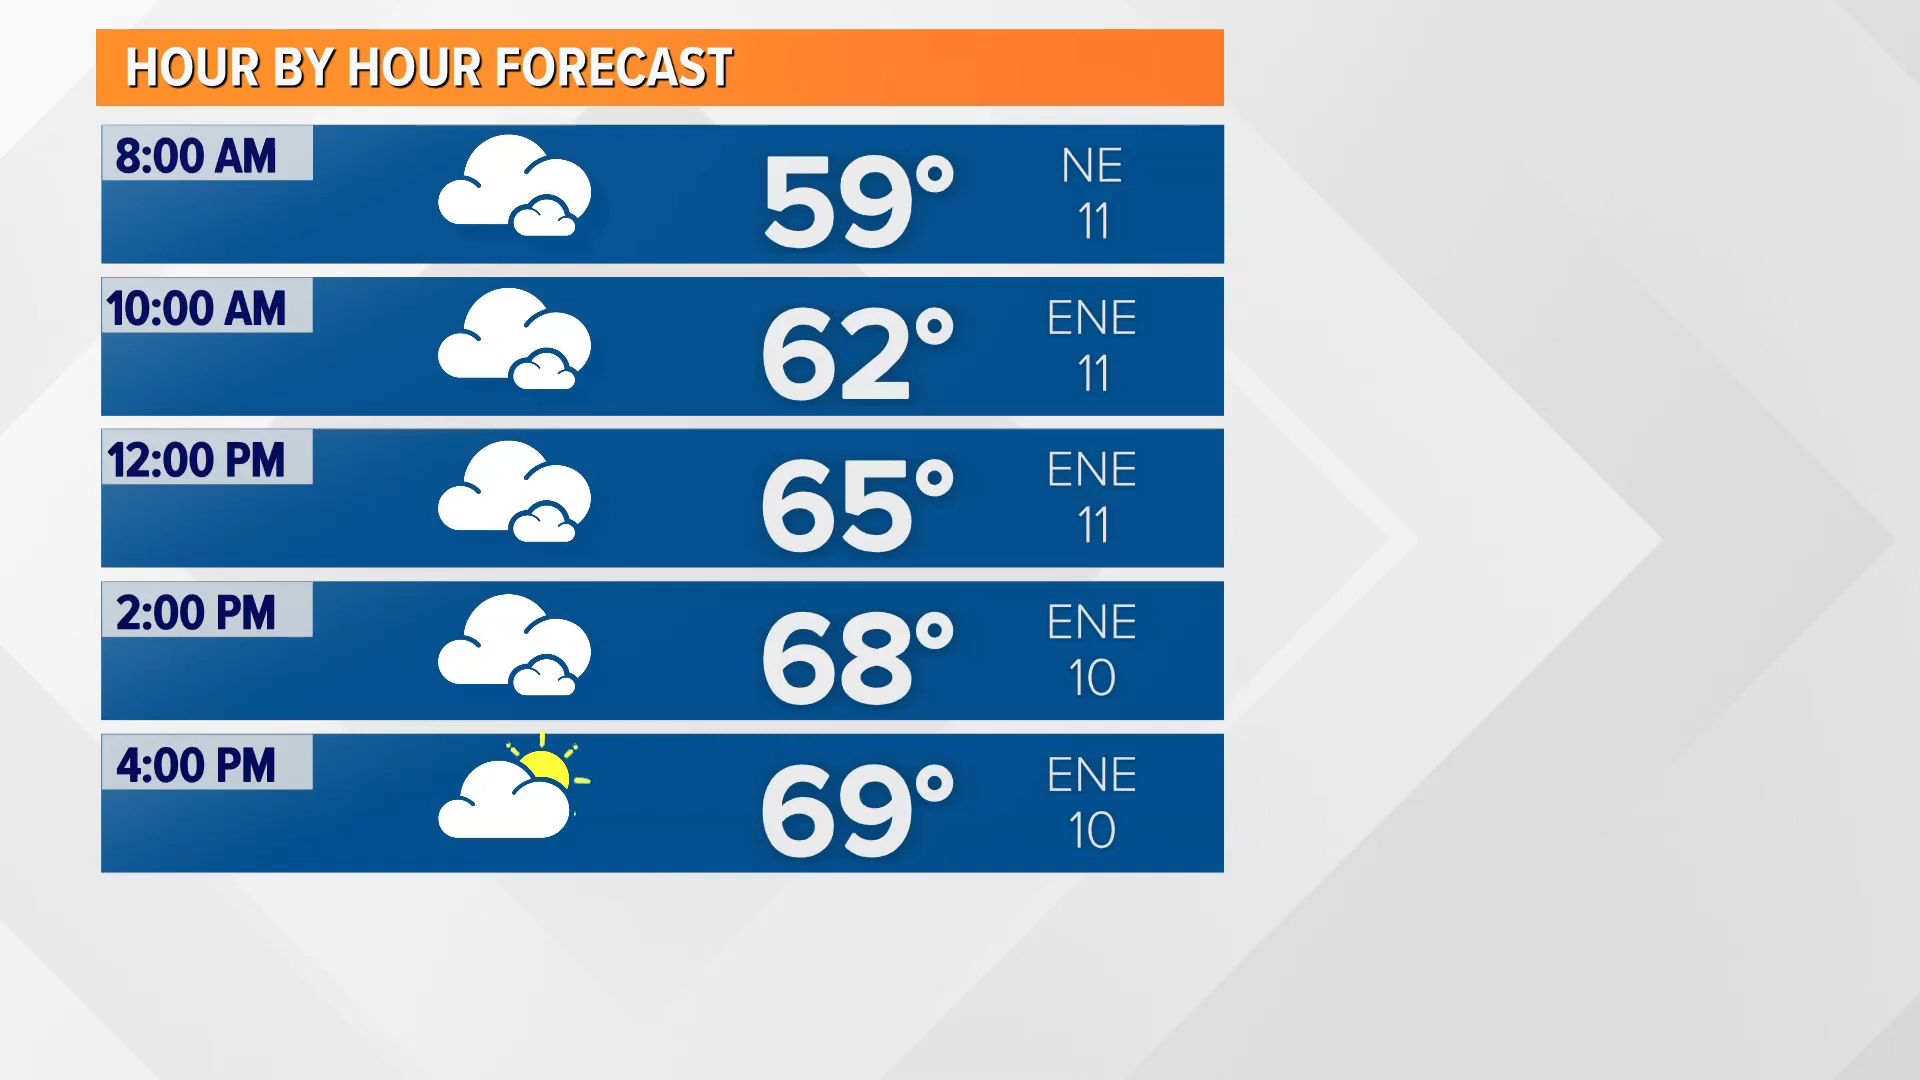 HOUR BY HOUR FORECAST
8:00 AM
59°
NE
11
10:00 AM
62°
ENE
11
12:00 PM
65°
ENE
11
2:00 PM
68°
ENE
10
4:00 PM
69°
ENE
10